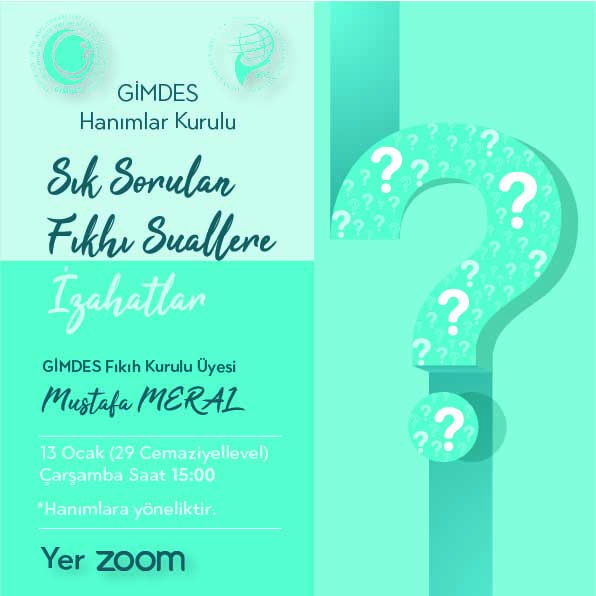 GİMDES
Hanımlar Kurulu
Sık Sorulan
Fıkhı Suallere
İzahatlar
GİMDES Fıkıh Kurulu Üyesi
Mustafa MERAL
13 Ocak (29 Cemaziyellevel)
Çarşamba Saat 15:00
*Hanımlara yöneliktir.
Yer zoom